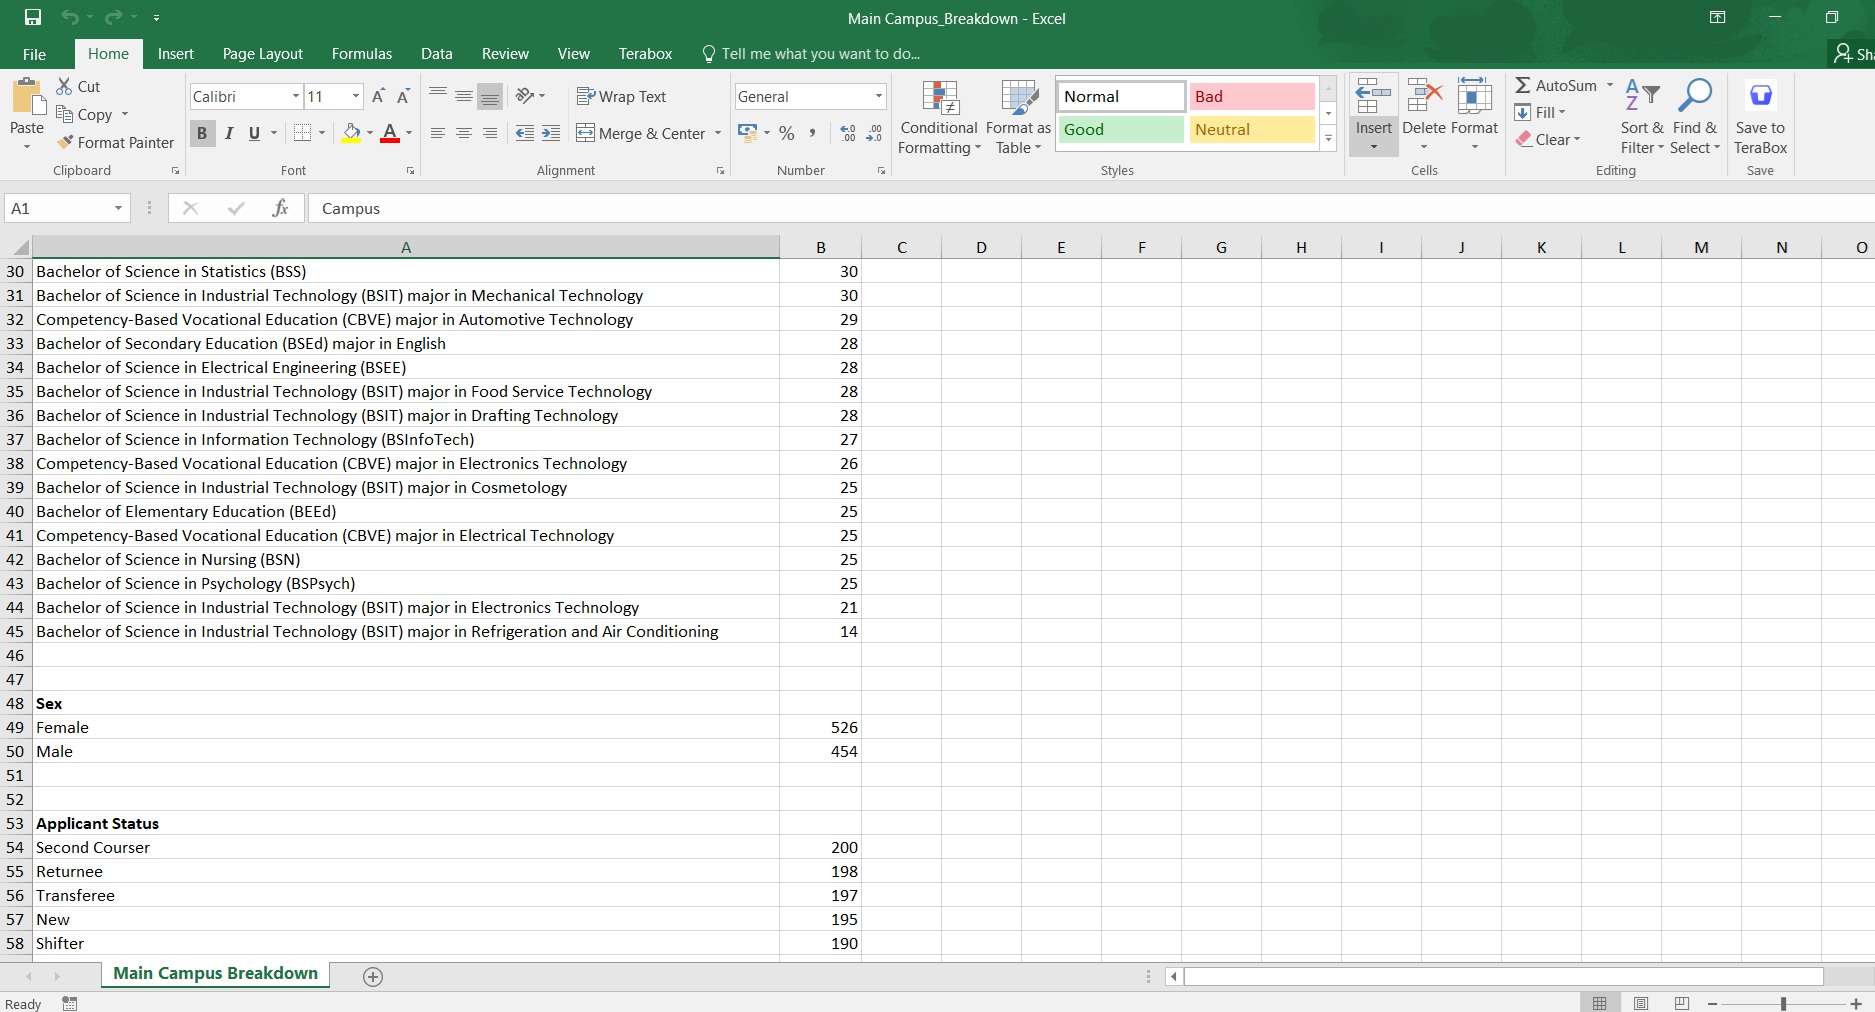 Main Campus_Breakdown - Excel
File Home Insert Page Layout Formulas Data Review View Terabox Tell me what you want to do...
Paste
Cut
Copy
Format Painter
Clipboard
Calibri 11
B I U
Font
Wrap Text
Merge & Center
Alignment
General
Number
Conditional Formatting
Format as Table
Normal Bad
Good Neutral
Styles
Insert Delete Format
Cells
AutoSum
Fill
Clear
Sort & Filter
Find & Select
Editing
Save to TeraBox
Save
A1 fx Campus
A B C D E F G H I J K L M N O
30 Bachelor of Science in Statistics (BSS) 30
31 Bachelor of Science in Industrial Technology (BSIT) major in Mechanical Technology 30
32 Competency-Based Vocational Education (CBVE) major in Automotive Technology 29
33 Bachelor of Secondary Education (BSEd) major in English 28
34 Bachelor of Science in Electrical Engineering (BSEE) 28
35 Bachelor of Science in Industrial Technology (BSIT) major in Food Service Technology 28
36 Bachelor of Science in Industrial Technology (BSIT) major in Drafting Technology 28
37 Bachelor of Science in Information Technology (BSInfoTech) 27
38 Competency-Based Vocational Education (CBVE) major in Electronics Technology 26
39 Bachelor of Science in Industrial Technology (BSIT) major in Cosmetology 25
40 Bachelor of Elementary Education (BEEd) 25
41 Competency-Based Vocational Education (CBVE) major in Electrical Technology 25
42 Bachelor of Science in Nursing (BSN) 25
43 Bachelor of Science in Psychology (BSPsych) 25
44 Bachelor of Science in Industrial Technology (BSIT) major in Electronics Technology 21
45 Bachelor of Science in Industrial Technology (BSIT) major in Refrigeration and Air Conditioning 14
46
47
48 Sex
49 Female 526
50 Male 454
51
52
53 Applicant Status
54 Second Courser 200
55 Returnee 198
56 Transferee 197
57 New 195
58 Shifter 190
Main Campus Breakdown
Ready